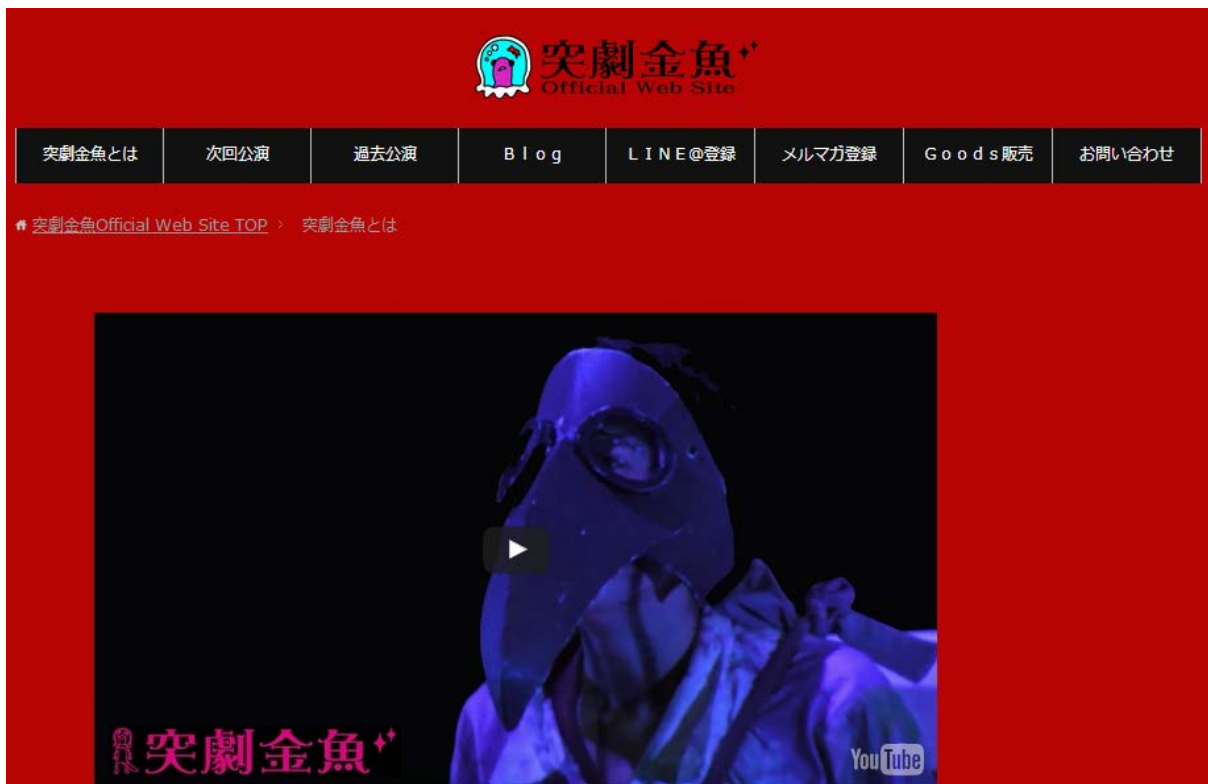 突劇金魚
Official Web Site
突劇金魚とは
次回公演
過去公演
Ｂｌｏｇ
ＬＩＮＥ@登録
メルマガ登録
Ｇｏｏｄｓ販売
お問い合わせ
突劇金魚Official Web Site TOP > 突劇金魚とは
突劇金魚
YouTube